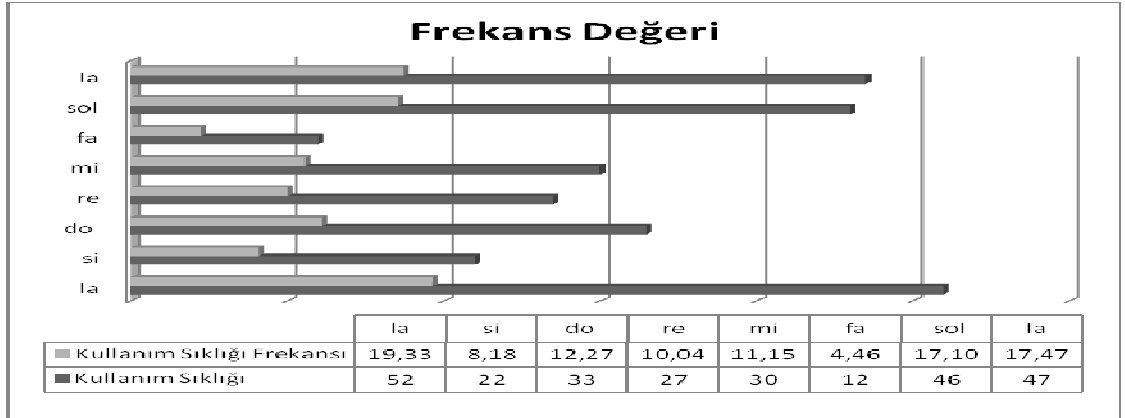 Frekans Değeri
la
sol
fa
mi
re
do
si
la
la si do re mi fa sol la
Kullanım Sıklığı Frekansı 19,33 8,18 12,27 10,04 11,15 4,46 17,10 17,47
Kullanım Sıklığı 52 22 33 27 30 12 46 47